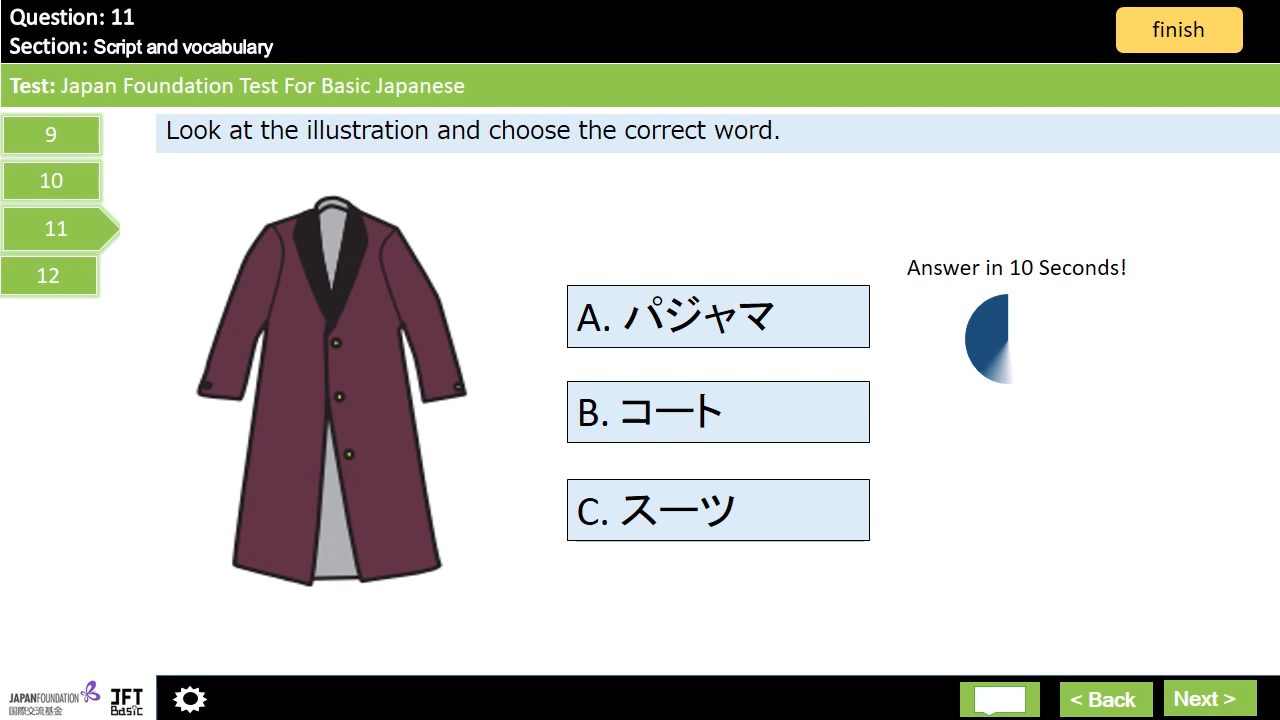 Question: 11
Section: Script and vocabulary
finish
Test: Japan Foundation Test For Basic Japanese
9
10
11
12
Look at the illustration and choose the correct word.
Answer in 10 Seconds!
A. パジャマ
B. コート
C. スーツ
JAPANFOUNDATION
国際交流基金
JFT
Basic
< Back
Next >